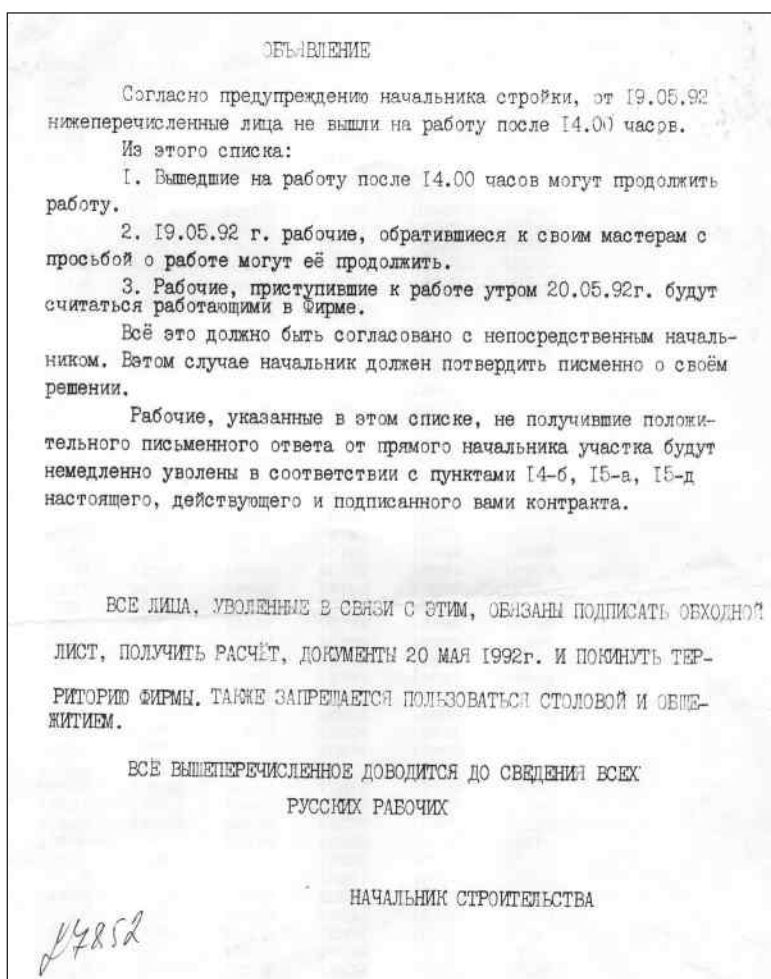 ОБЪЯВЛЕНИЕ
Согласно предупреждению начальника стройки, от 19.05.92
нижеперечисленные лица не вышли на работу после 14.00 часов.
Из этого списка:
1. Вышедшие на работу после 14.00 часов могут продолжить
работу.
2. 19.05.92 г. рабочие, обратившиеся к своим мастерам с
просьбой о работе могут её продолжить.
3. Рабочие, приступившие к работе утром 20.05.92г. будут
считаться работающими в Фирме.
Всё это должно быть согласовано с непосредственным началь-
ником. Вэтом случае начальник должен потвердить писменно о своём
решении.
Рабочие, указанные в этом списке, не получившие положи-
тельного письменного ответа от прямого начальника участка будут
немедленно уволены в соответствии с пунктами 14-б, 15-а, 15-д
настоящего, действующего и подписанного вами контракта.
ВСЕ ЛИЦА, УВОЛЕННЫЕ В СВЯЗИ С ЭТИМ, ОБЯЗАНЫ ПОДПИСАТЬ ОБХОДНОЙ
ЛИСТ, ПОЛУЧИТЬ РАСЧЁТ, ДОКУМЕНТЫ 20 МАЯ 1992г. И ПОКИНУТЬ ТЕР-
РИТОРИЮ ФИРМЫ. ТАКЖЕ ЗАПРЕЩАЕТСЯ ПОЛЬЗОВАТЬСЯ СТОЛОВОЙ И ОБЩЕ-
ЖИТИЕМ.
ВСЁ ВЫШЕПЕРЕЧИСЛЕННОЕ ДОВОДИТСЯ ДО СВЕДЕНИЯ ВСЕХ
РУССКИХ РАБОЧИХ
НАЧАЛЬНИК СТРОИТЕЛЬСТВА